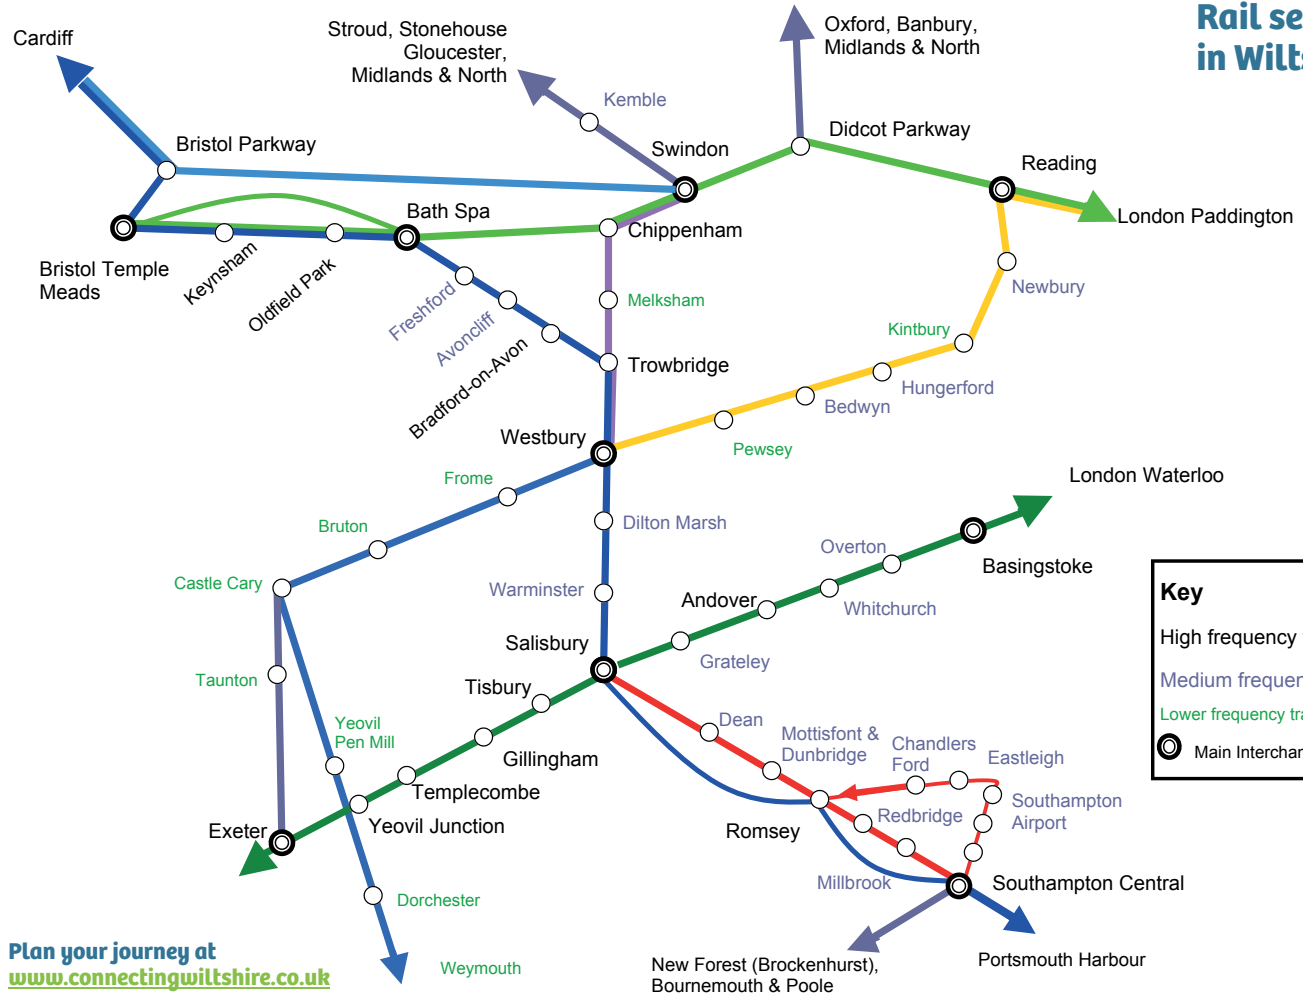 Rail se
in Wilts
Cardiff
Stroud, Stonehouse
Gloucester,
Midlands & North
Oxford, Banbury,
Midlands & North
Kemble
Bristol Parkway
Swindon
Didcot Parkway
Reading
Bath Spa
London Paddington
Chippenham
Bristol Temple
Meads
Keynsham
Oldfield Park
Freshford
Avoncliff
Bradford-on-Avon
Melksham
Newbury
Kintbury
Trowbridge
Hungerford
Bedwyn
Westbury
Pewsey
Frome
London Waterloo
Bruton
Dilton Marsh
Overton
Basingstoke
Castle Cary
Warminster
Andover
Whitchurch
Salisbury
Grateley
Taunton
Tisbury
Yeovil
Pen Mill
Dean
Mottisfont &
Dunbridge
Chandlers
Ford
Eastleigh
Gillingham
Templecombe
Southampton
Airport
Exeter
Yeovil Junction
Romsey
Redbridge
Millbrook
Southampton Central
Dorchester
Weymouth
New Forest (Brockenhurst),
Bournemouth & Poole
Portsmouth Harbour
Key
High frequency
Medium frequen
Lower frequency tra
Main Interchan
Plan your journey at
www.connectingwiltshire.co.uk